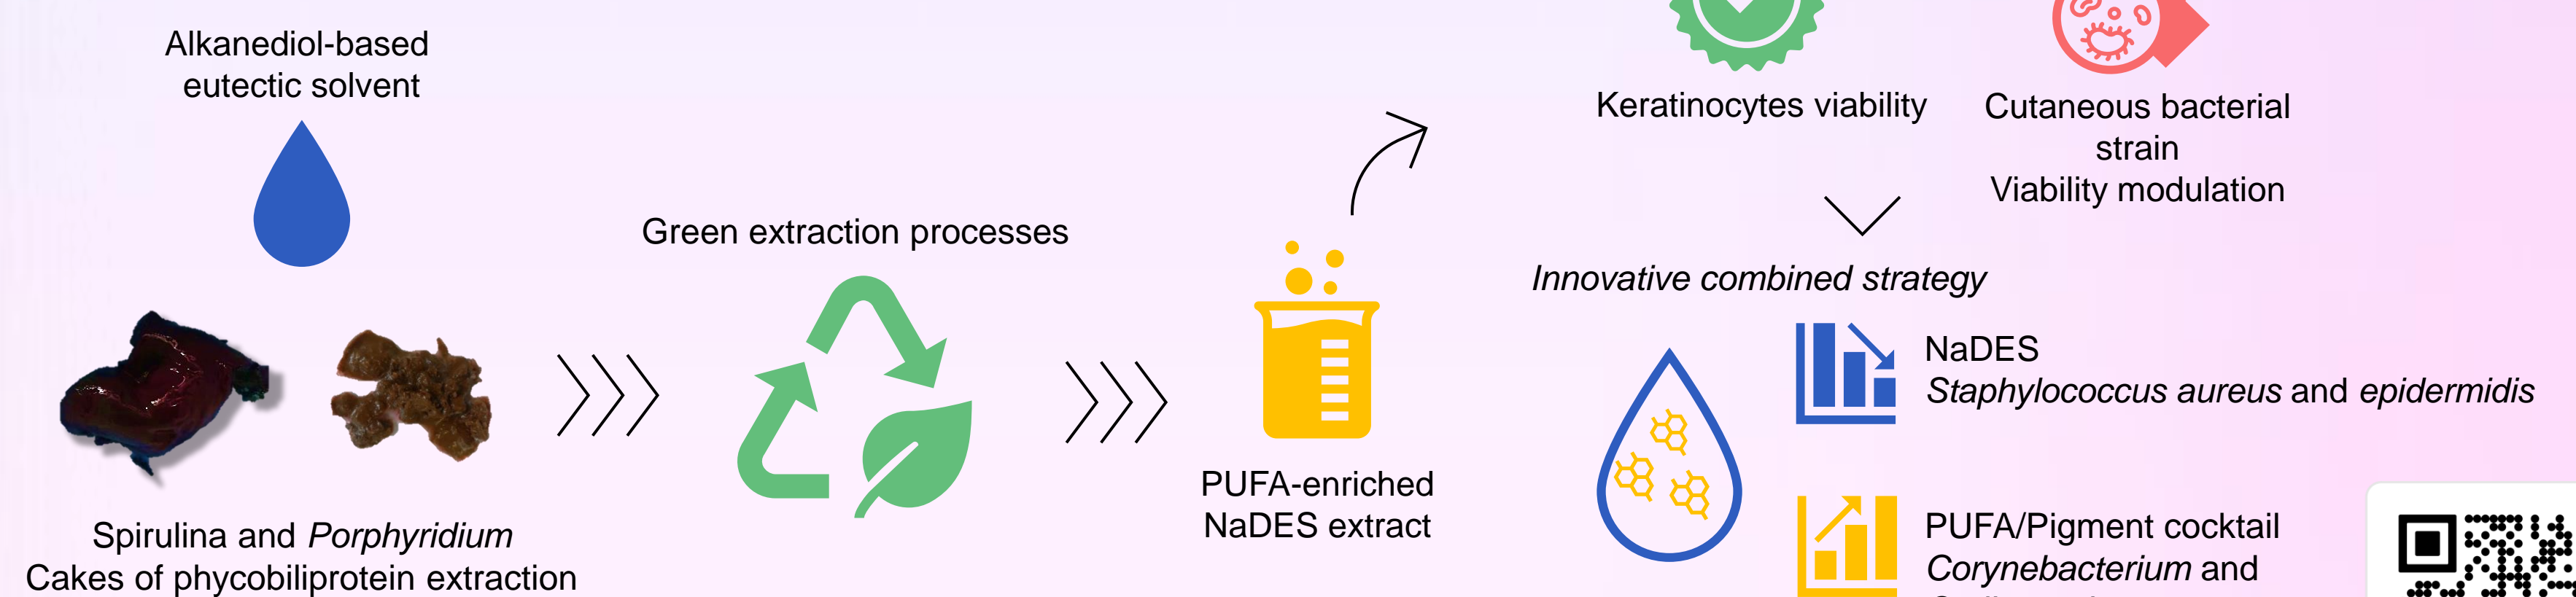 Alkanediol-based
eutectic solvent
Spirulina and Porphyridium
Cakes of phycobiliprotein extraction
Green extraction processes
PUFA-enriched
NaDES extract
Keratinocytes viability
Cutaneous bacterial
strain
Viability modulation
Innovative combined strategy
NaDES
Staphylococcus aureus and epidermidis
PUFA/Pigment cocktail
Corynebacterium and